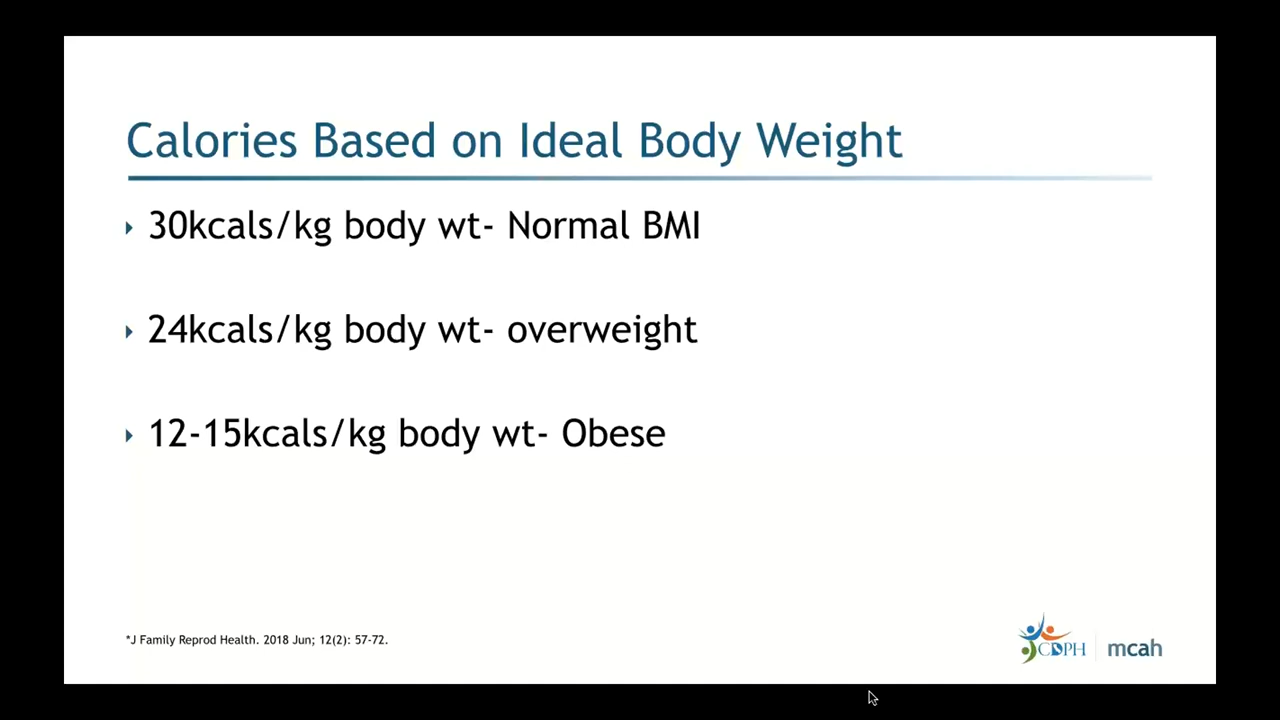 Calories Based on Ideal Body Weight
30kcals/kg body wt- Normal BMI
24kcals/kg body wt- overweight
12-15kcals/kg body wt- Obese
*J Family Reprod Health. 2018 Jun; 12(2): 57-72.
CDPH mcah